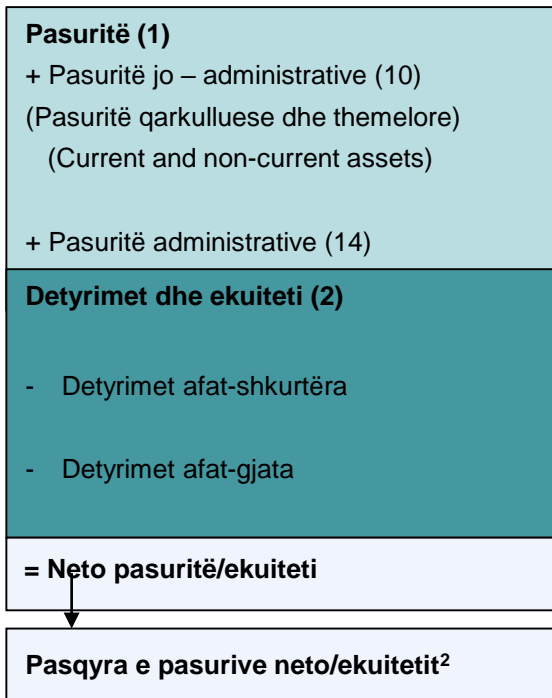 Pasuritë (1)
+ Pasuritë jo – administrative (10)
(Pasuritë qarkulluese dhe themelore)
(Current and non-current assets)
+ Pasuritë administrative (14)
Detyrimet dhe ekuiteti (2)
- Detyrimet afat-shkurtëra
- Detyrimet afat-gjata
= Neto pasuritë/ekuiteti
Pasqyra e pasurive neto/ekuitetit²